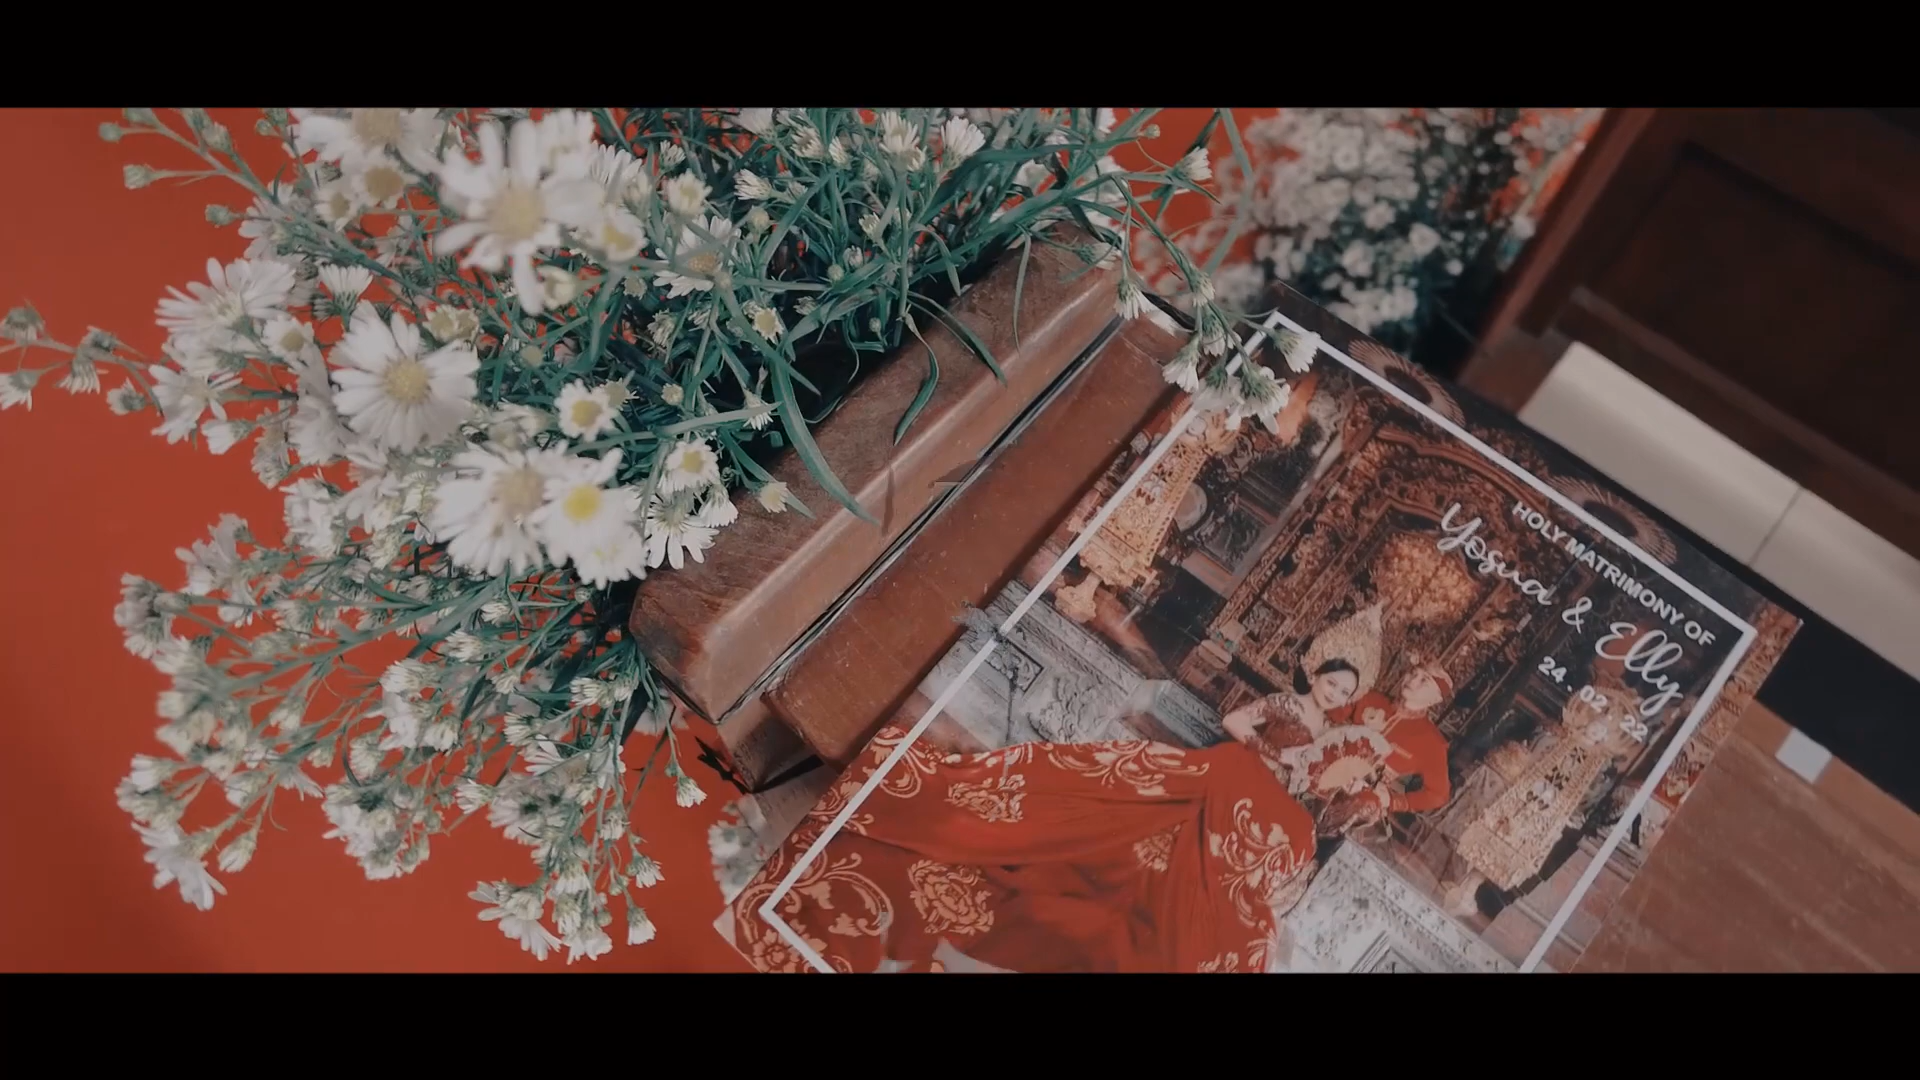 HOLY MATRIMONY OF
Yosua & Elly
24 . 02 . 22